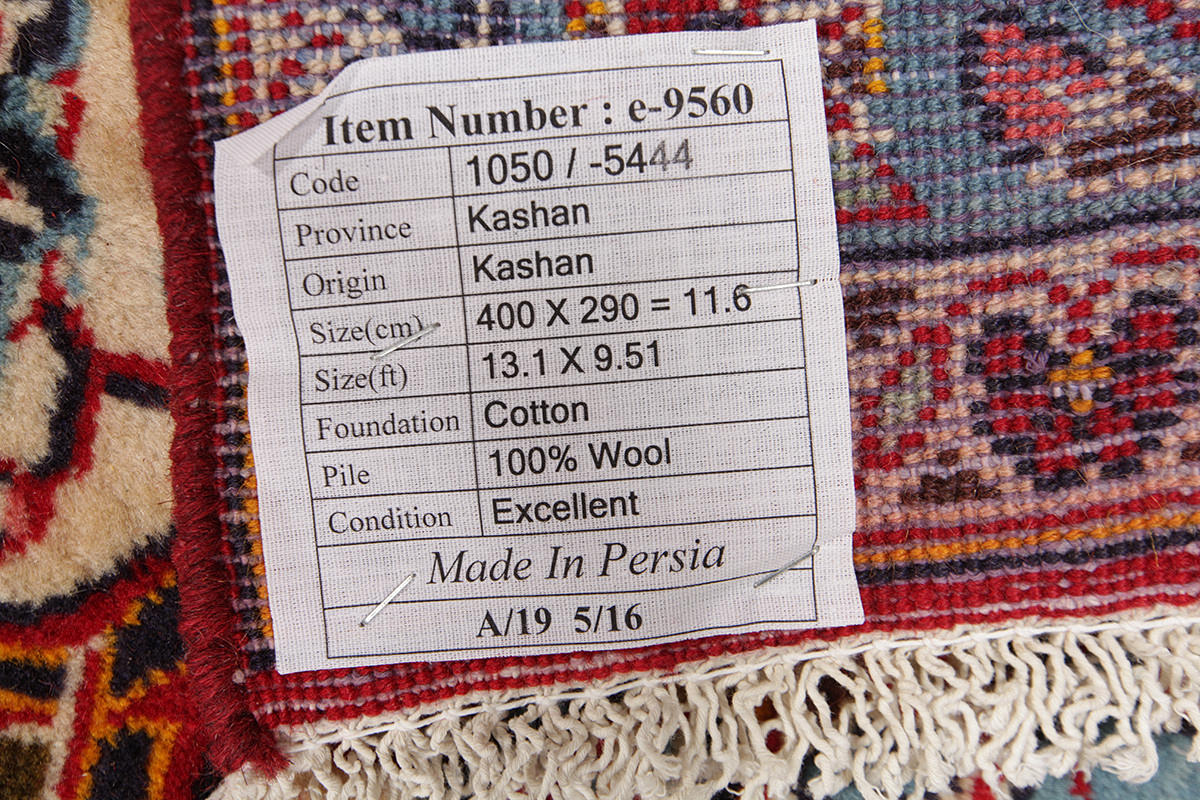 Item Number : e-9560
Code 1050 / -5444
Province Kashan
Origin Kashan
Size(cm) 400 X 290 = 11.6
Size(ft) 13.1 X 9.51
Foundation Cotton
Pile 100% Wool
Condition Excellent
Made In Persia
A/19 5/16